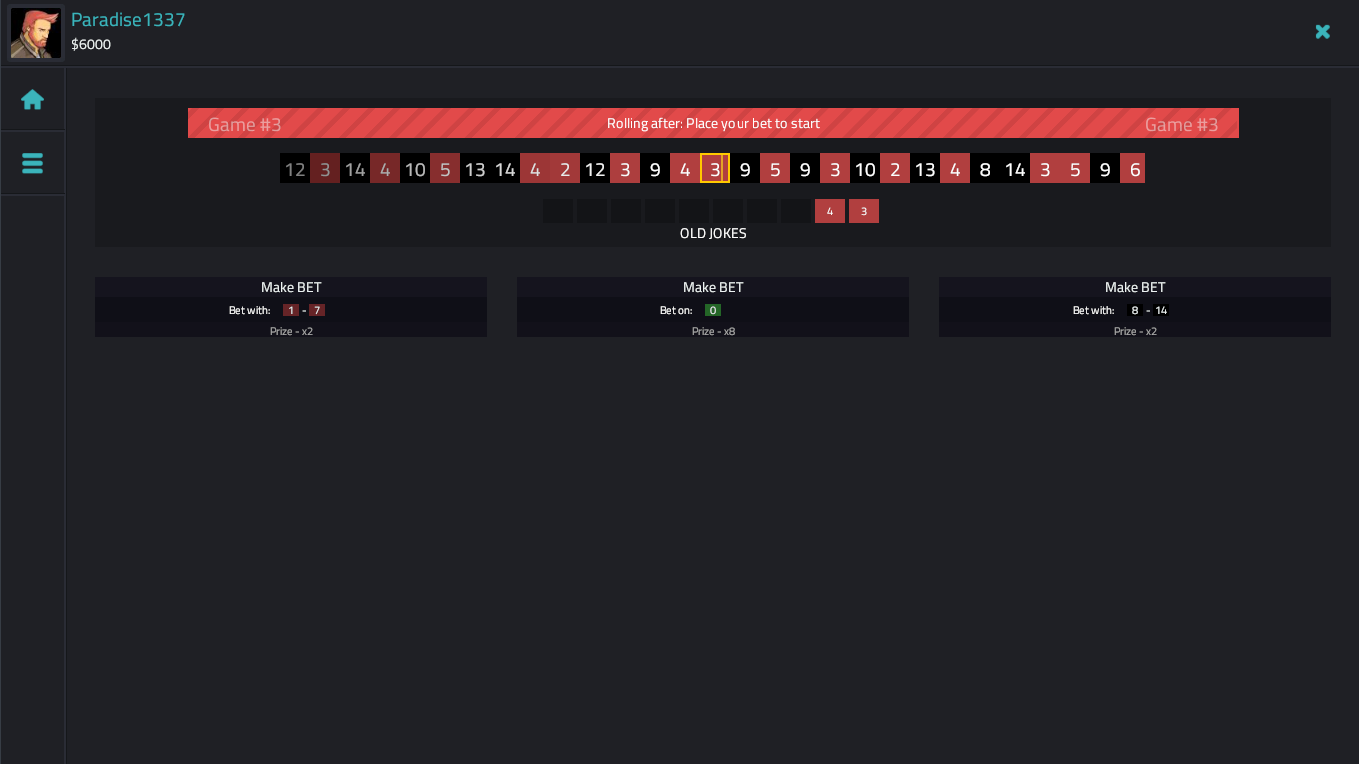 Paradise1337
$6000
Game #3 Rolling after: Place your bet to start Game #3
12 3 14 4 10 5 13 14 4 2 12 3 9 4 3 9 5 9 3 10 2 13 4 8 14 3 5 9 6
4 3
OLD JOKES
Make BET Make BET Make BET
Bet with: 1 - 7 Bet on: 0 Bet with: 8 - 14
Prize - x2 Prize - x8 Prize - x2